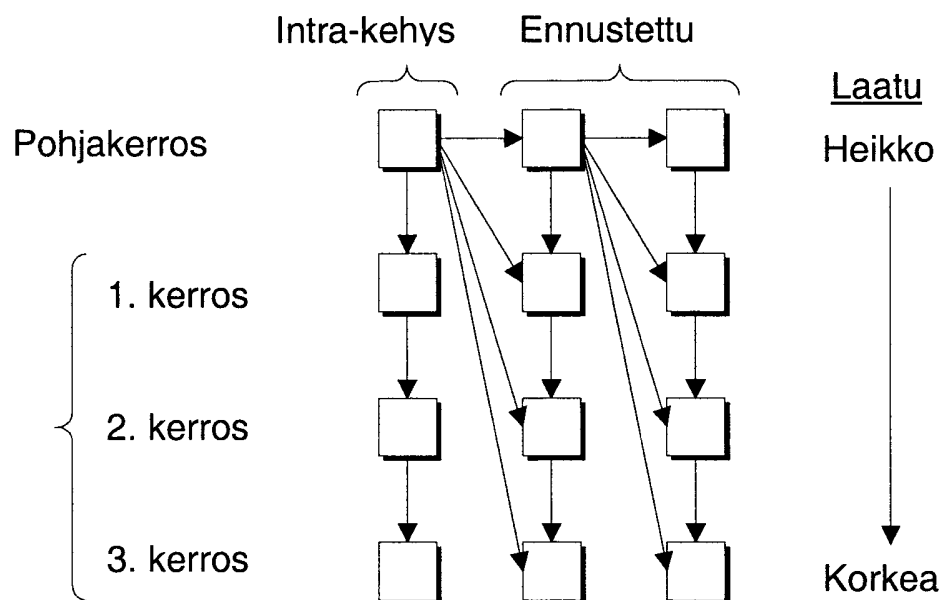 Intra-kehys
Ennustettu
Laatu
Pohjakerros
Heikko
1. kerros
2. kerros
3. kerros
Korkea